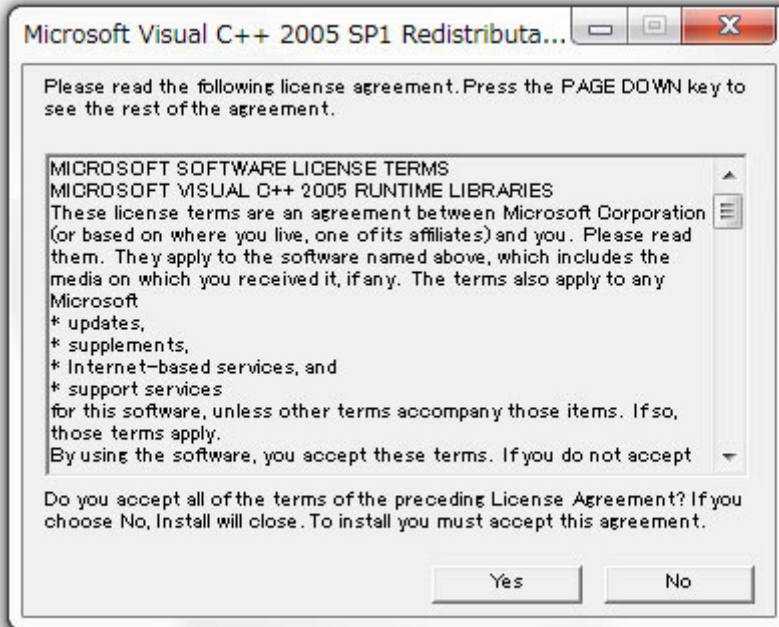 Microsoft Visual C++ 2005 SP1 Redistributa...
Please read the following license agreement. Press the PAGE DOWN key to
see the rest of the agreement.
MICROSOFT SOFTWARE LICENSE TERMS
MICROSOFT VISUAL C++ 2005 RUNTIME LIBRARIES
These license terms are an agreement between Microsoft Corporation
(or based on where you live, one of its affiliates) and you. Please read
them. They apply to the software named above, which includes the
media on which you received it, if any. The terms also apply to any
Microsoft
* updates,
* supplements,
* Internet-based services, and
* support services
for this software, unless other terms accompany those items. If so,
those terms apply.
By using the software, you accept these terms. If you do not accept
Do you accept all of the terms of the preceding License Agreement? If you
choose No, Install will close. To install you must accept this agreement.
Yes
No